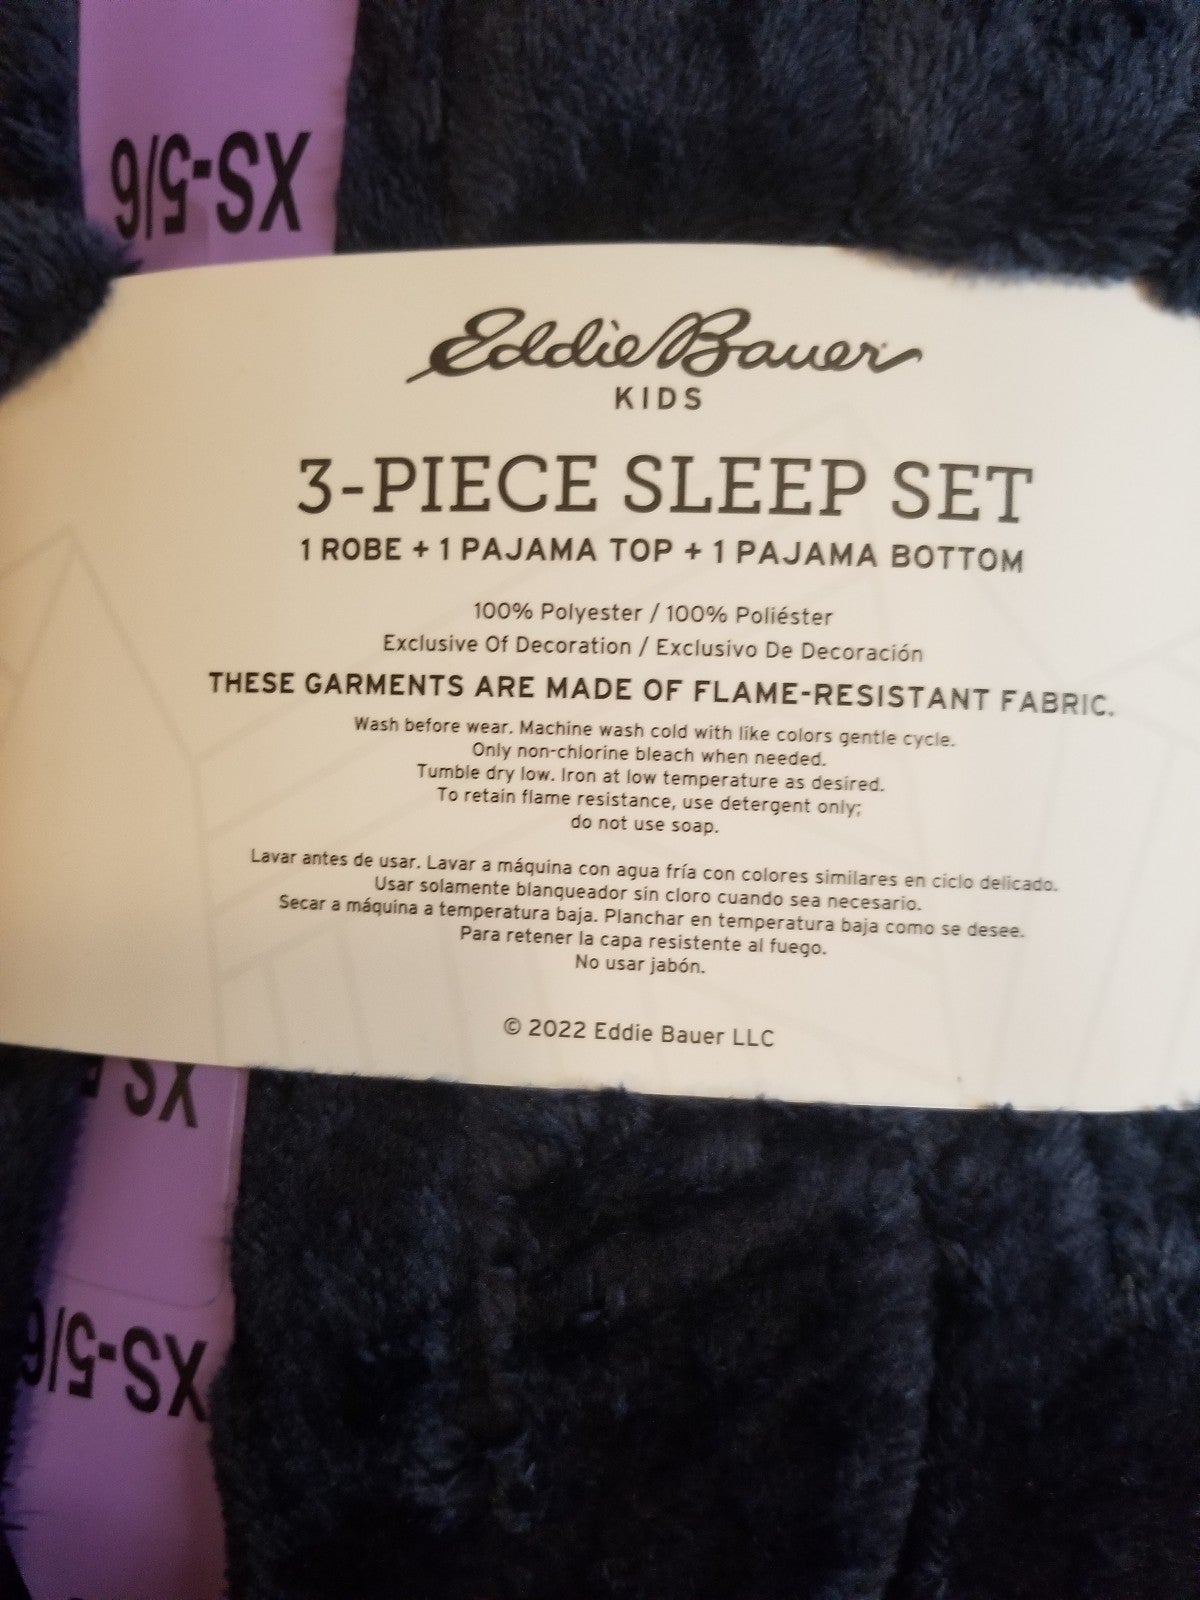 XS-5/6
Eddie Bauer
KIDS
3-PIECE SLEEP SET
1 ROBE + 1 PAJAMA TOP + 1 PAJAMA BOTTOM
100% Polyester / 100% Poliéster
Exclusive Of Decoration / Exclusivo De Decoración
THESE GARMENTS ARE MADE OF FLAME-RESISTANT FABRIC.
Wash before wear. Machine wash cold with like colors gentle cycle.
Only non-chlorine bleach when needed.
Tumble dry low. Iron at low temperature as desired.
To retain flame resistance, use detergent only;
do not use soap.
Lavar antes de usar. Lavar a máquina con agua fría con colores similares en ciclo delicado.
Usar solamente blanqueador sin cloro cuando sea necesario.
Secar a máquina a temperatura baja. Planchar en temperatura baja como se desee.
Para retener la capa resistente al fuego.
No usar jabón.
© 2022 Eddie Bauer LLC
XS
XS-5/6